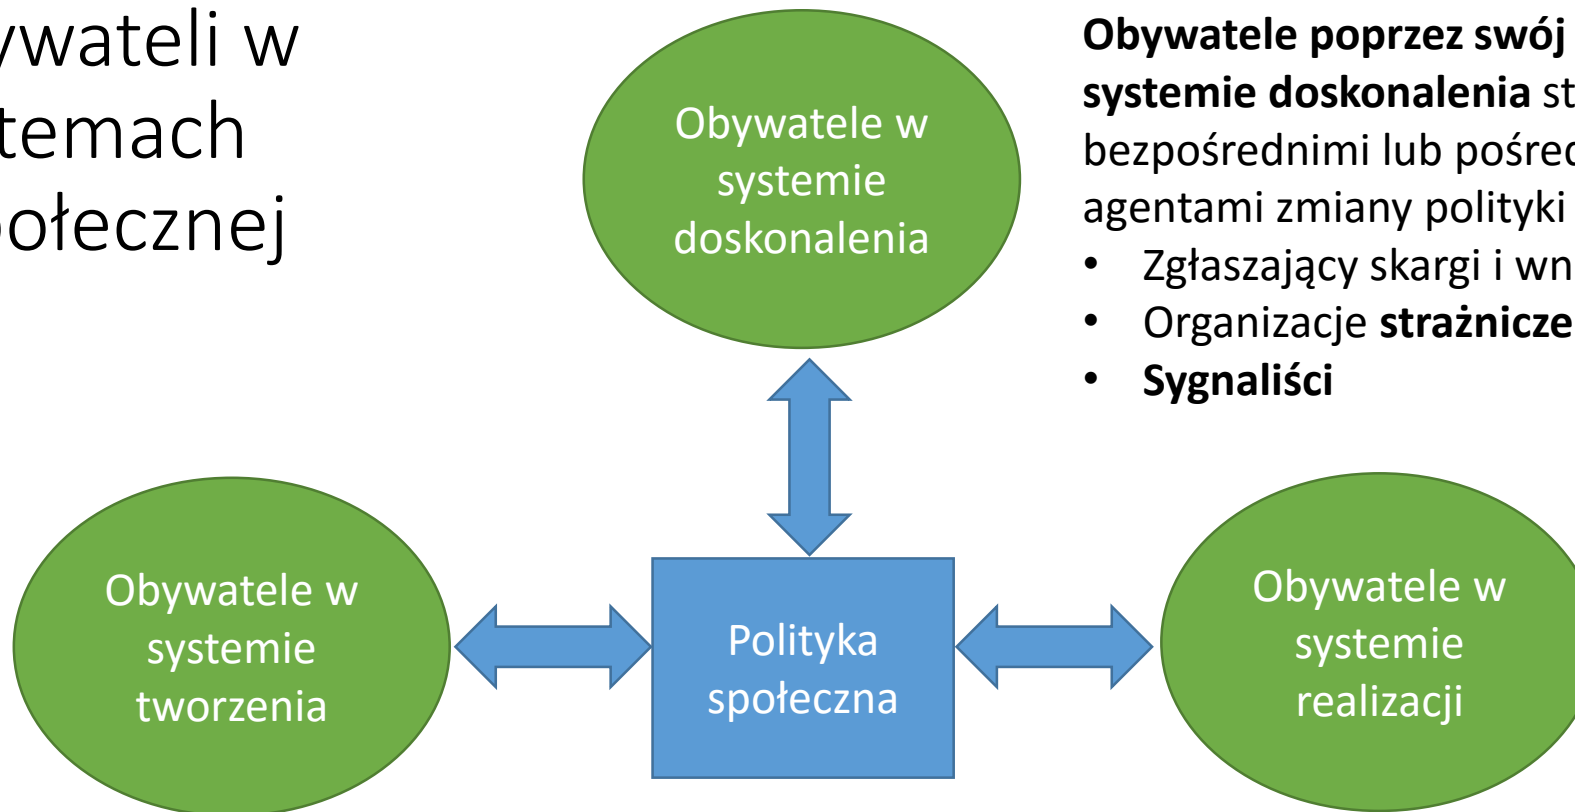 ywateli w
temach
połecznej
Obywatele w
systemie
doskonalenia
Obywatele poprzez swój
systemie doskonalenia st
bezpośrednimi lub pośred
agentami zmiany polityki
• Zgłaszający skargi i wn
• Organizacje strażnicze
• Sygnaliści
Obywatele w
systemie
tworzenia
Polityka
społeczna
Obywatele w
systemie
realizacji